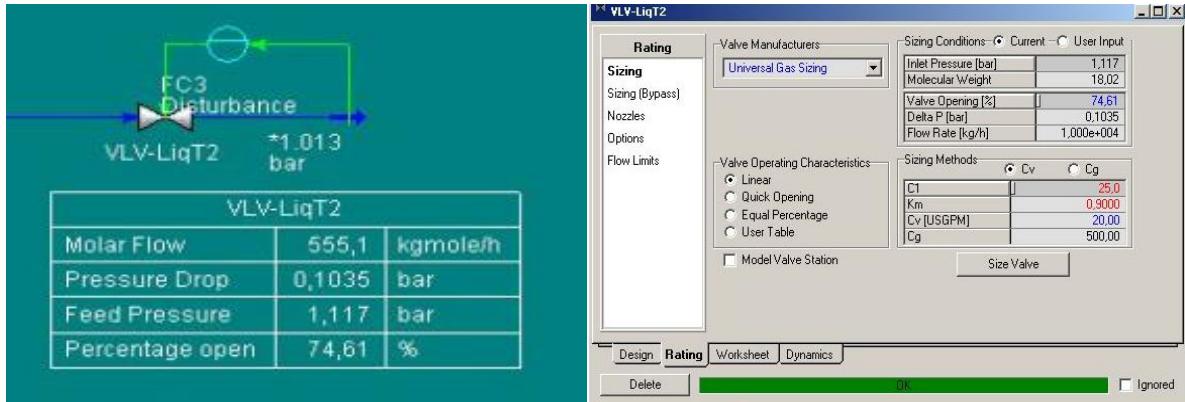 FC3
Disturbance
VLV-LiqT2
*1.013
bar
VLV-LiqT2
Molar Flow 555,1 kgmole/h
Pressure Drop 0,1035 bar
Feed Pressure 1,117 bar
Percentage open 74,61 %
VLV-LiqT2
Rating
Sizing
Sizing (Bypass)
Nozzles
Options
Flow Limits
Valve Manufacturers
Universal Gas Sizing
Sizing Conditions Current User Input
Inlet Pressure [bar] 1,117
Molecular Weight 18,02
Valve Opening [%] 74,61
Delta P [bar] 0,1035
Flow Rate [kg/h] 1,000e+004
Valve Operating Characteristics
Linear
Quick Opening
Equal Percentage
User Table
Sizing Methods
Cv Cg
C1 25,0
Km 0,9000
Cv [USGPM] 20,00
Cg 500,00
Model Valve Station
Size Valve
Design Rating Worksheet Dynamics
Delete OK Ignored